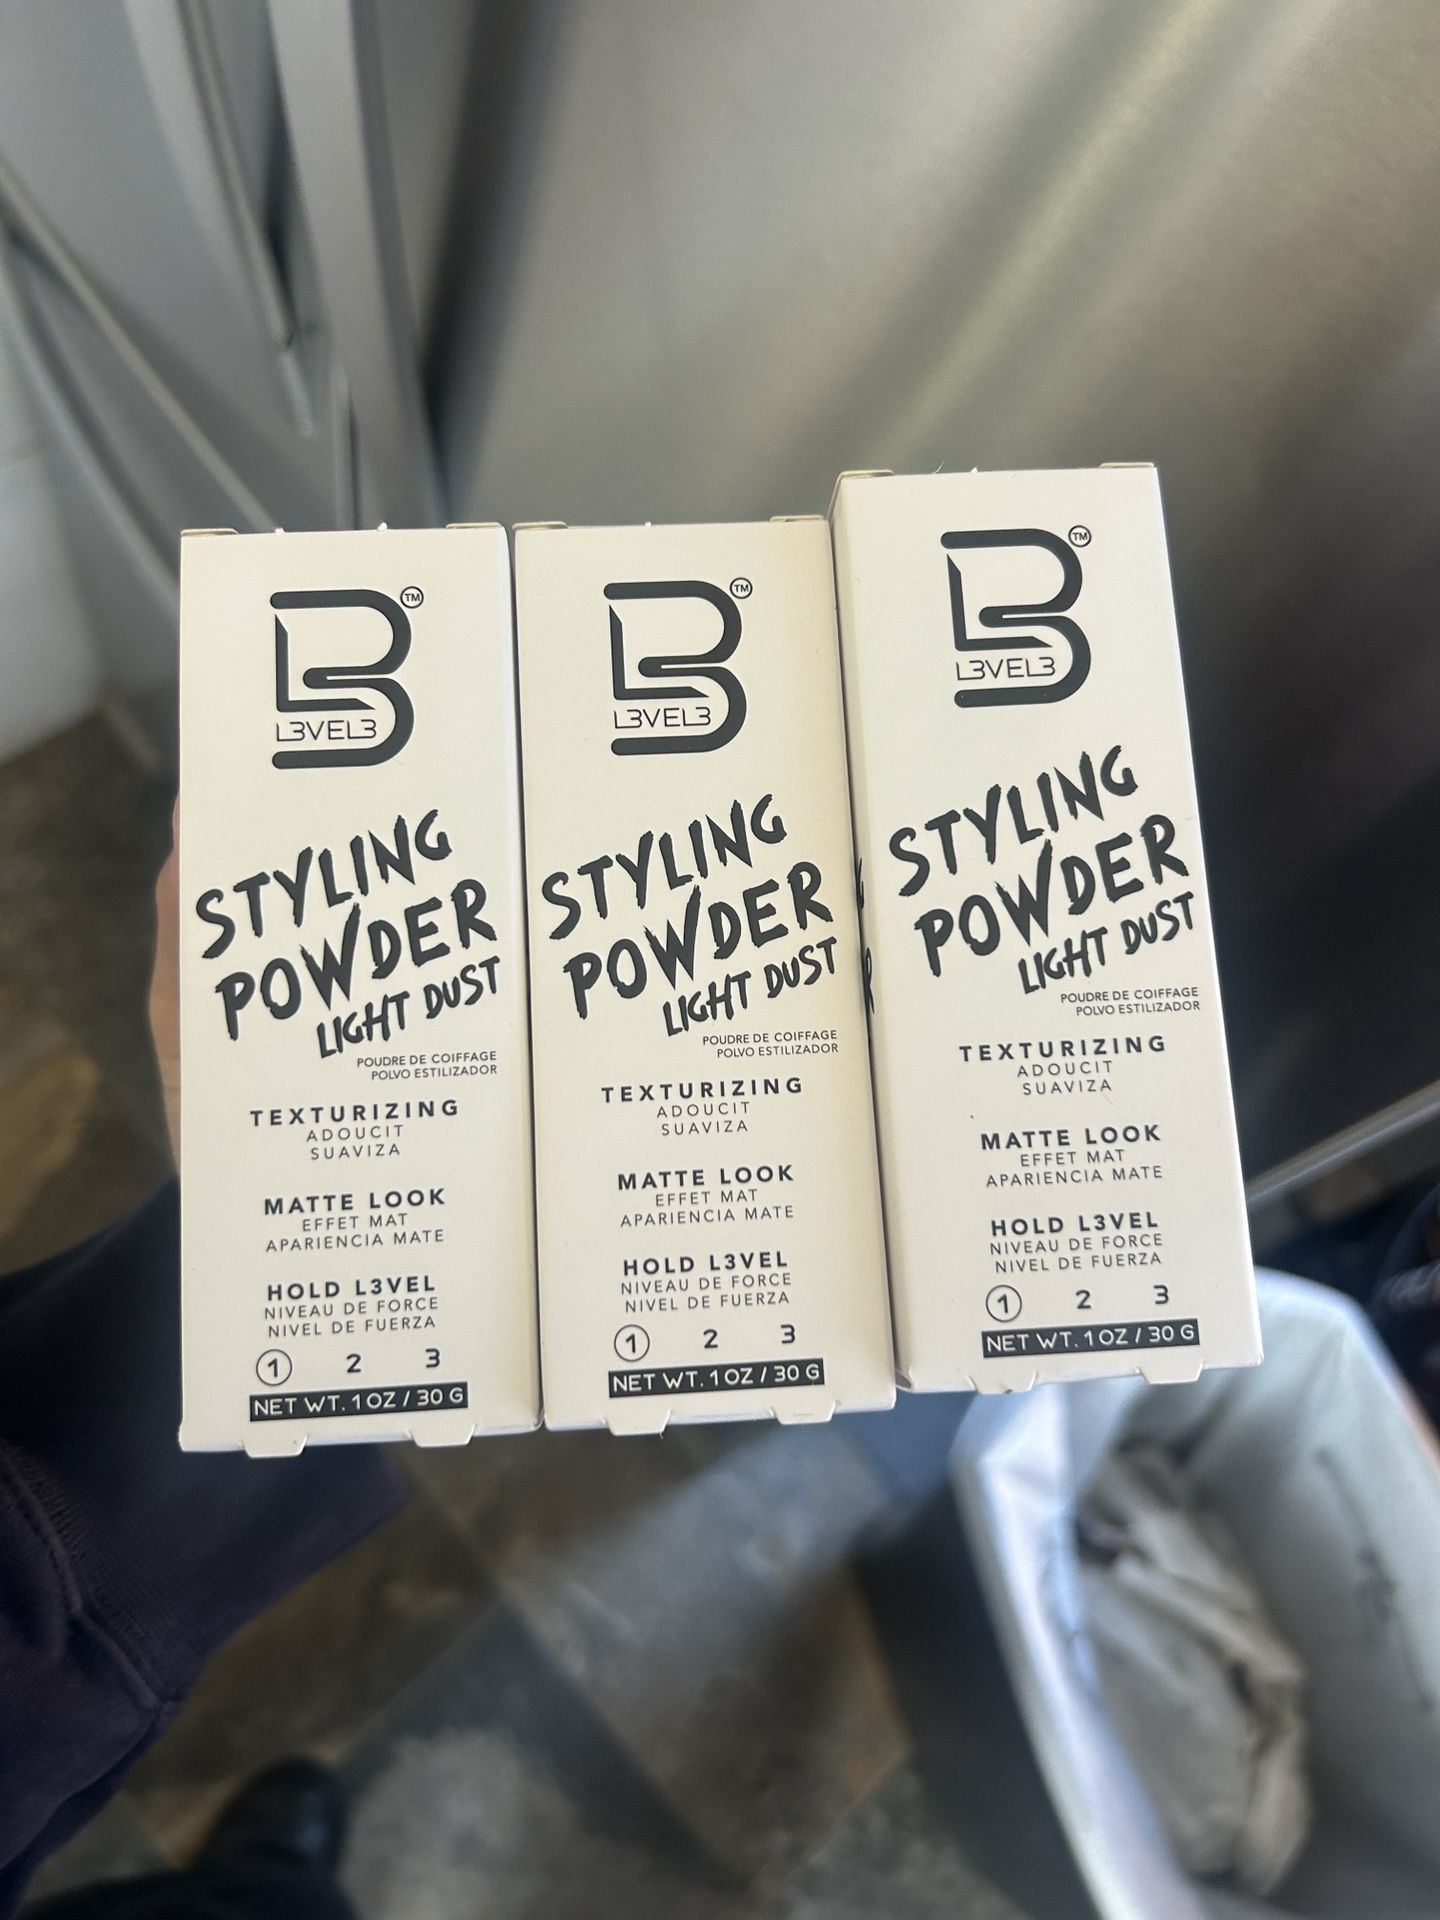 TM
L3VEL3
STYLING
POWDER
LIGHT DUST
POUDRE DE COIFFAGE
POLVO ESTILIZADOR
TEXTURIZING
ADOUCIT
SUAVIZA
MATTE LOOK
EFFET MAT
APARIENCIA MATE
HOLD L3VEL
NIVEAU DE FORCE
NIVEL DE FUERZA
1 2 3
NET WT. 1 OZ / 30 G
TM
L3VEL3
STYLING
POWDER
LIGHT DUST
POUDRE DE COIFFAGE
POLVO ESTILIZADOR
TEXTURIZING
ADOUCIT
SUAVIZA
MATTE LOOK
EFFET MAT
APARIENCIA MATE
HOLD L3VEL
NIVEAU DE FORCE
NIVEL DE FUERZA
1 2 3
NET WT. 1 OZ / 30 G
TM
L3VEL3
STYLING
POWDER
LIGHT DUST
POUDRE DE COIFFAGE
POLVO ESTILIZADOR
TEXTURIZING
ADOUCIT
SUAVIZA
MATTE LOOK
EFFET MAT
APARIENCIA MATE
HOLD L3VEL
NIVEAU DE FORCE
NIVEL DE FUERZA
1 2 3
NET WT. 1 OZ / 30 G